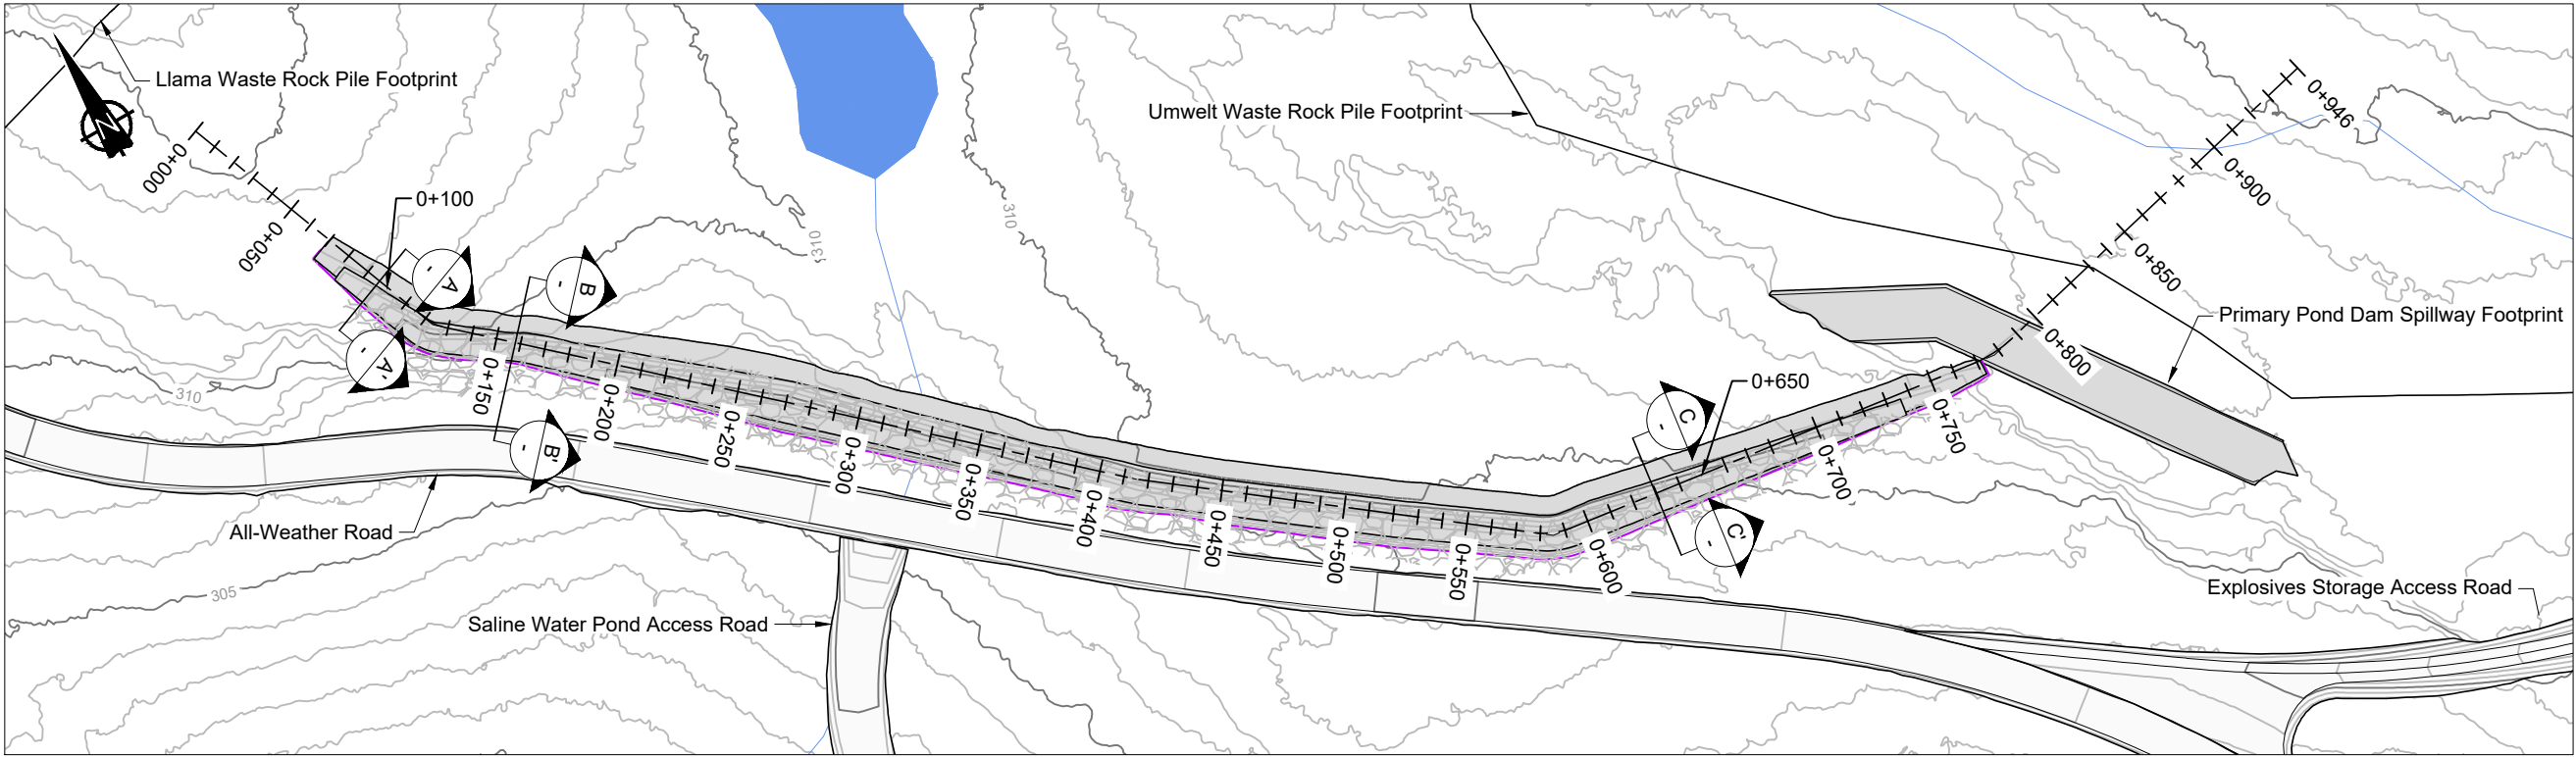 Llama Waste Rock Pile Footprint
N
0+000
0+050
0+100
A
-
A'
-
B
-
B'
-
310
310
310
305
0+150
0+200
0+250
0+300
0+350
0+400
0+450
0+500
0+550
0+600
0+650
0+700
0+750
0+800
0+850
0+900
0+946
C
-
C'
-
Umwelt Waste Rock Pile Footprint
Primary Pond Dam Spillway Footprint
All-Weather Road
Saline Water Pond Access Road
Explosives Storage Access Road